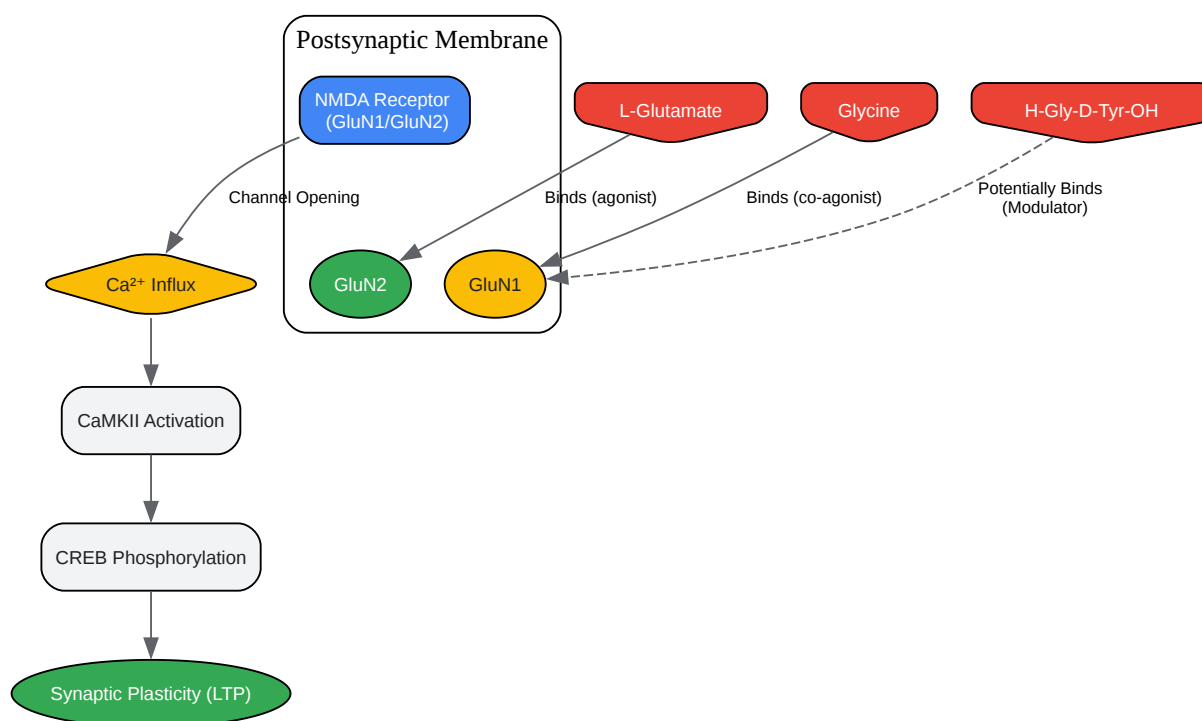 Postsynaptic Membrane
NMDA Receptor
(GluN1/GluN2)
L-Glutamate
Glycine
H-Gly-D-Tyr-OH
Channel Opening
Binds (agonist)
Binds (co-agonist)
Potentially Binds
(Modulator)
Ca²⁺ Influx
GluN2
GluN1
CaMKII Activation
CREB Phosphorylation
Synaptic Plasticity (LTP)